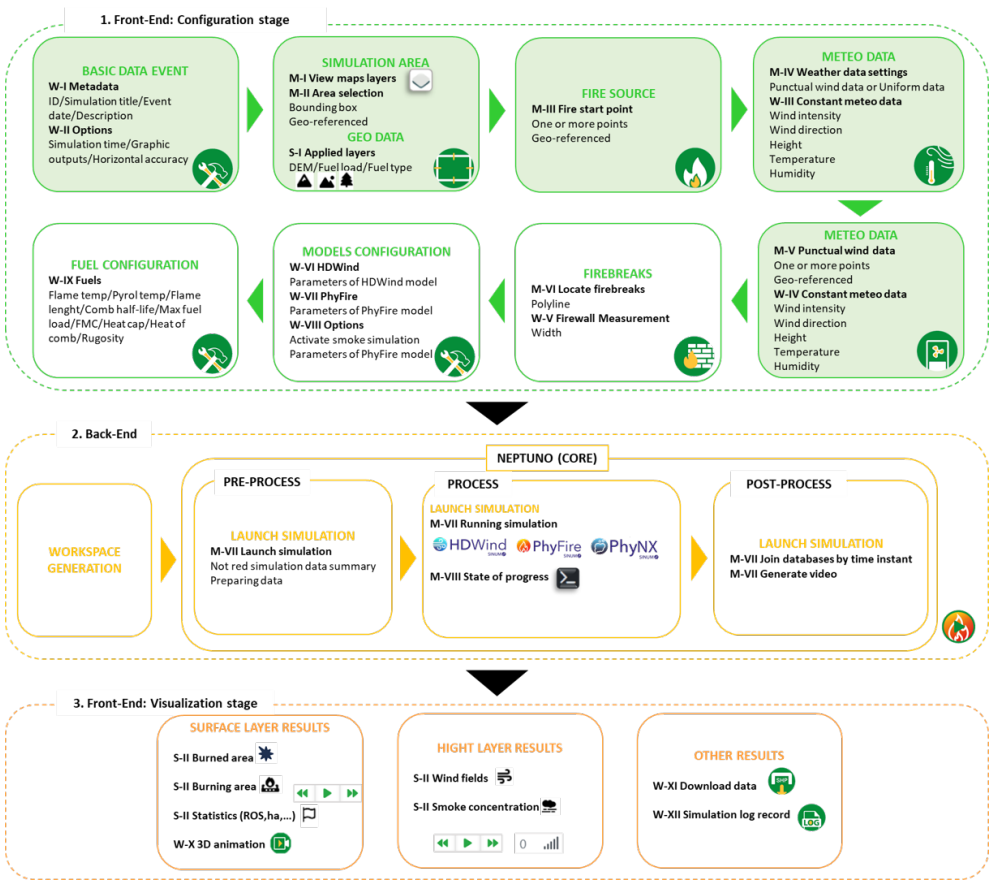 1. Front-End: Configuration stage
BASIC DATA EVENT
W-I Metadata
ID/Simulation title/Event
date/Description
W-II Options
Simulation time/Graphic
outputs/Horizontal accuracy
SIMULATION AREA
M-I View maps layers
M-II Area selection
Bounding box
Geo-referenced
GEO DATA
S-I Applied layers
DEM/Fuel load/Fuel type
FIRE SOURCE
M-III Fire start point
One or more points
Geo-referenced
METEO DATA
M-IV Weather data settings
Punctual wind data or Uniform data
W-III Constant meteo data
Wind intensity
Wind direction
Height
Temperature
Humidity
FUEL CONFIGURATION
W-IX Fuels
Flame temp/Pyrol temp/Flame
lenght/Comb half-life/Max fuel
load/FMC/Heat cap/Heat of
comb/Rugosity
MODELS CONFIGURATION
W-VI HDWind
Parameters of HDWind model
W-VII PhyFire
Parameters of PhyFire model
W-VIII Options
Activate smoke simulation
Parameters of PhyFire model
FIREBREAKS
M-VI Locate firebreaks
Polyline
W-V Firewall Measurement
Width
METEO DATA
M-V Punctual wind data
One or more points
Geo-referenced
W-IV Constant meteo data
Wind intensity
Wind direction
Height
Temperature
Humidity
2. Back-End
NEPTUNO (CORE)
WORKSPACE
GENERATION
PRE-PROCESS
LAUNCH SIMULATION
M-VII Launch simulation
Not red simulation data summary
Preparing data
PROCESS
LAUNCH SIMULATION
M-VII Running simulation
HDWind PhyFire PhyNX
M-VIII State of progress
POST-PROCESS
LAUNCH SIMULATION
M-VII Join databases by time instant
M-VII Generate video
3. Front-End: Visualization stage
SURFACE LAYER RESULTS
S-II Burned area
S-II Burning area
S-II Statistics (ROS,ha,...)
W-X 3D animation
HIGHT LAYER RESULTS
S-II Wind fields
S-II Smoke concentration
0
OTHER RESULTS
W-XI Download data
SHP
W-XII Simulation log record
LOG